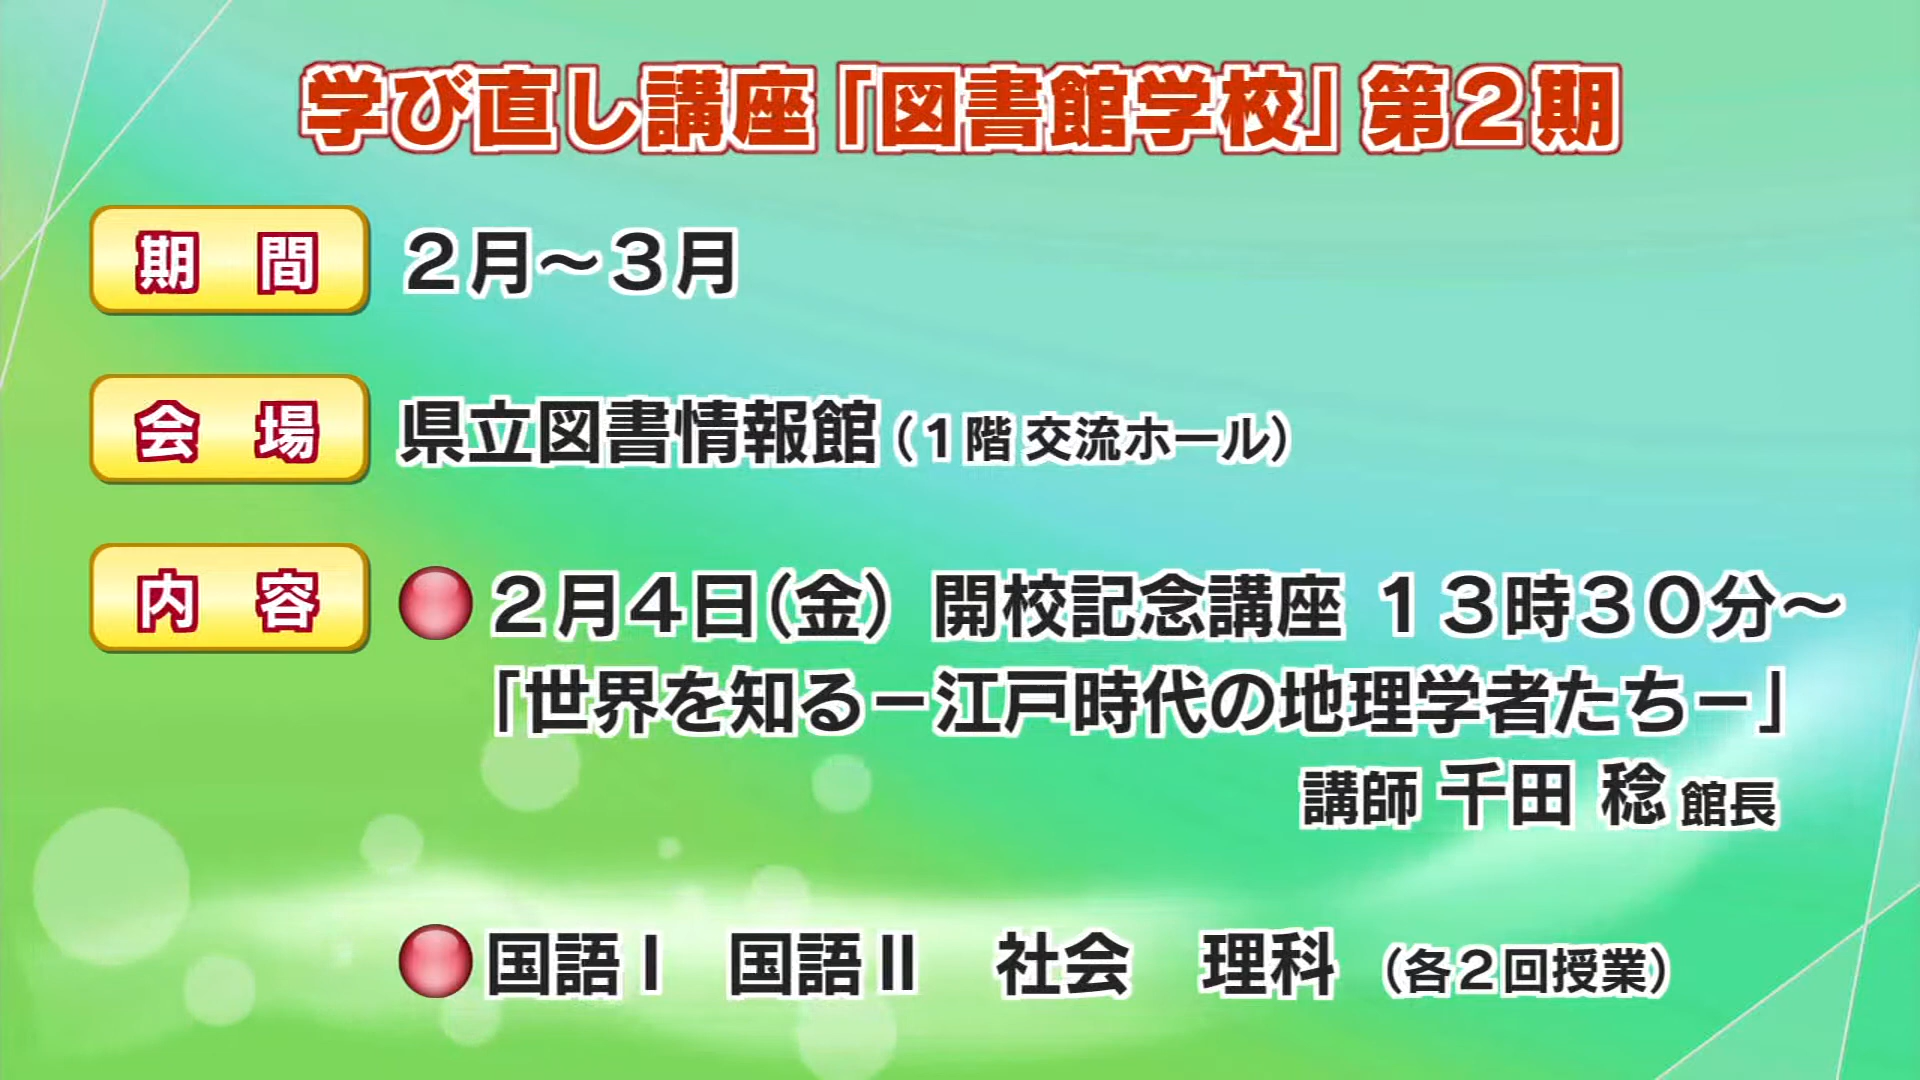 学び直し講座「図書館学校」第２期
期　間　２月～３月
会　場　県立図書情報館（１階 交流ホール）
内　容　２月４日（金）　開校記念講座　１３時３０分～
「世界を知る－江戸時代の地理学者たち－」
講師 千田 稔 館長
国語Ⅰ　国語Ⅱ　社会　理科　（各２回授業）